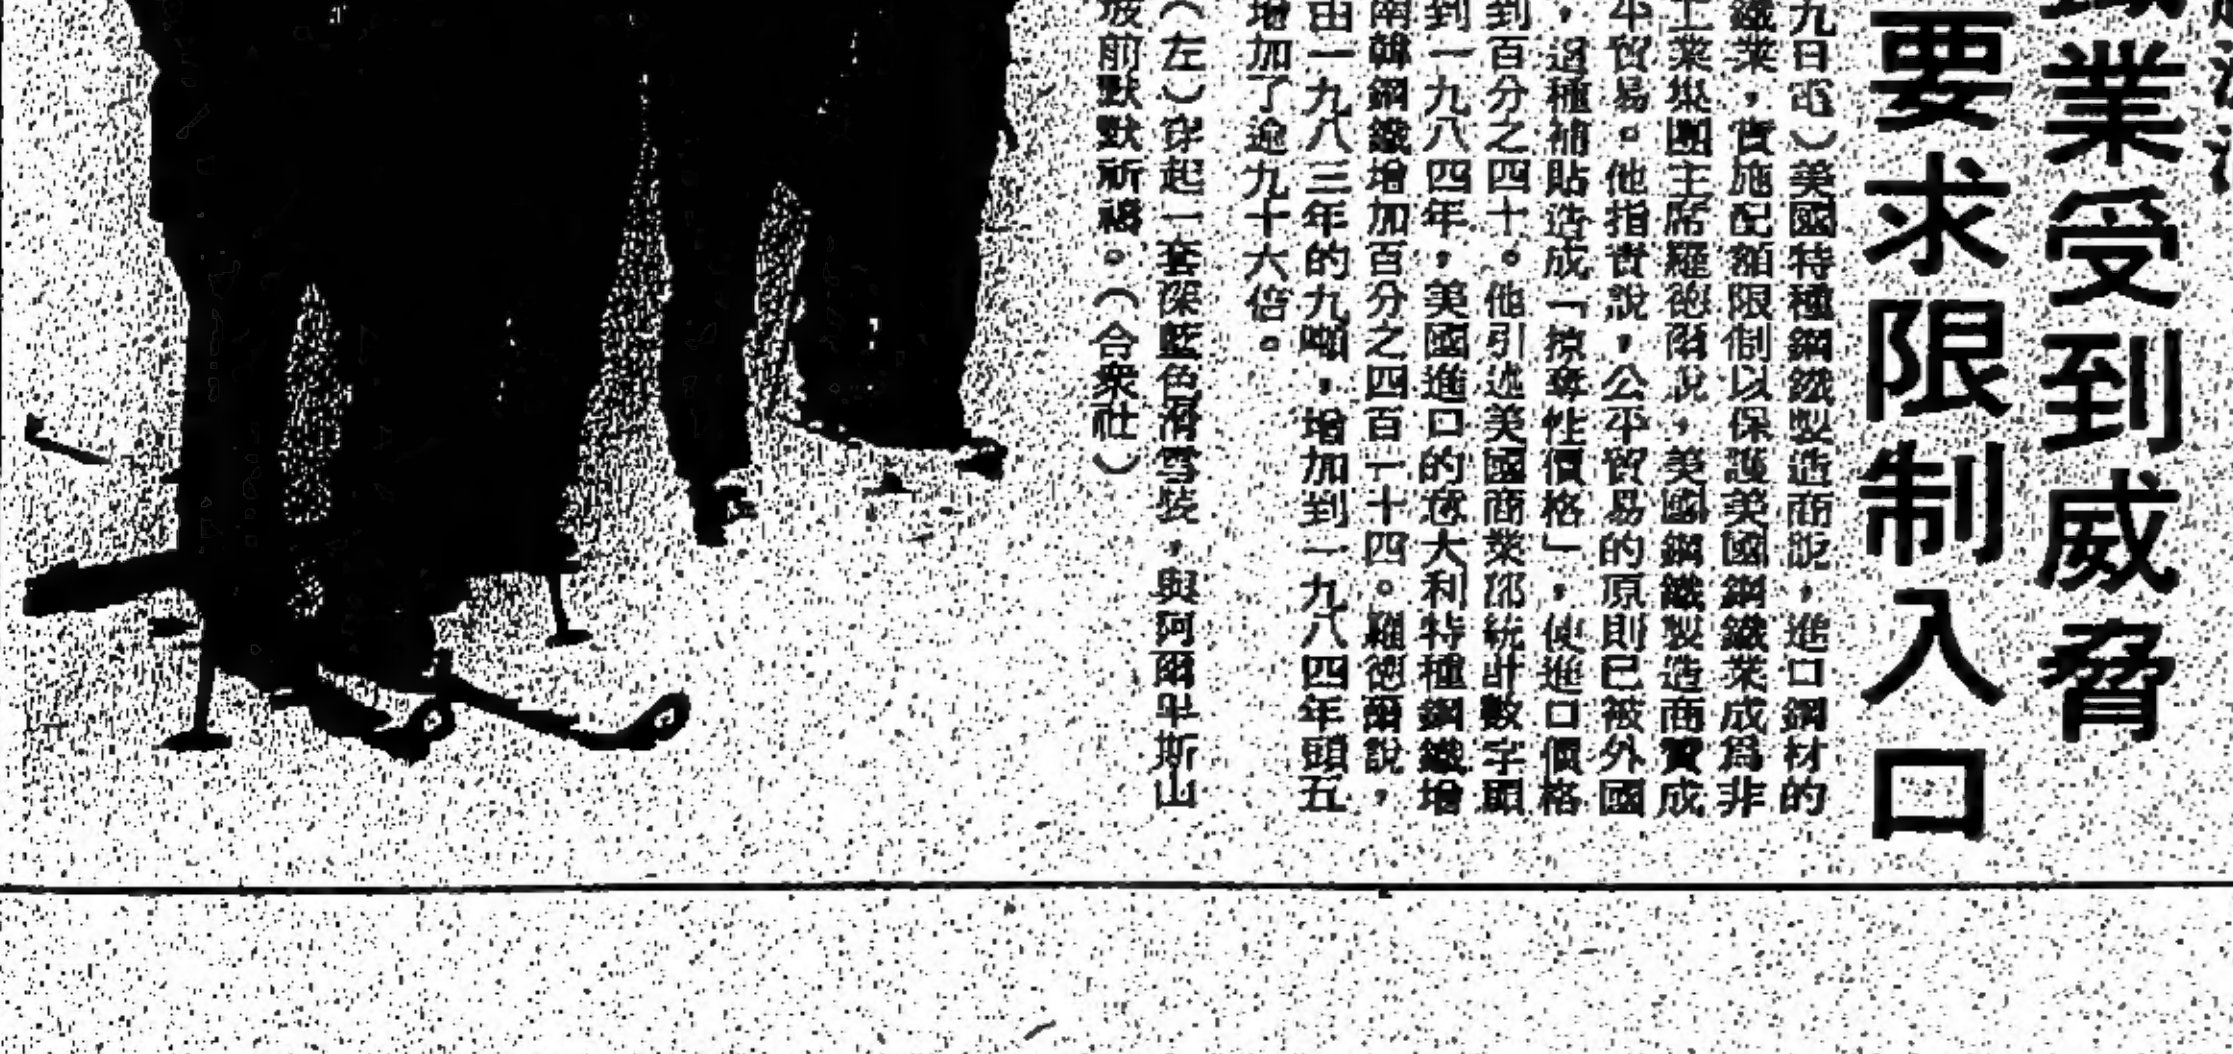 業受到威脅
要求限制入口
九日電）美國特種鋼鐵製造商說，進口鋼材的
鐵業，實施配額限制以保護美國鋼鐵業成爲非
工業集團主席羅德爾說，美國鋼鐵製造商實成
平貿易。他指責說，公平貿易的原則已被外國
，這種補貼造成「掠奪性價格」，使進口價格
到百分之四十。他引述美國商業部統計數字顯
到一九八四年，美國進口的意大利特種鋼鐵增
南韓鋼鐵增加百分之四百一十四。羅德爾說，
由一九八三年的九噸，增加到一九八四年頭五
增加了逾九十六倍。
（左）穿起一套深藍色滑雪裝，與阿爾卑斯山
坡前默默祈禱。（合衆社）